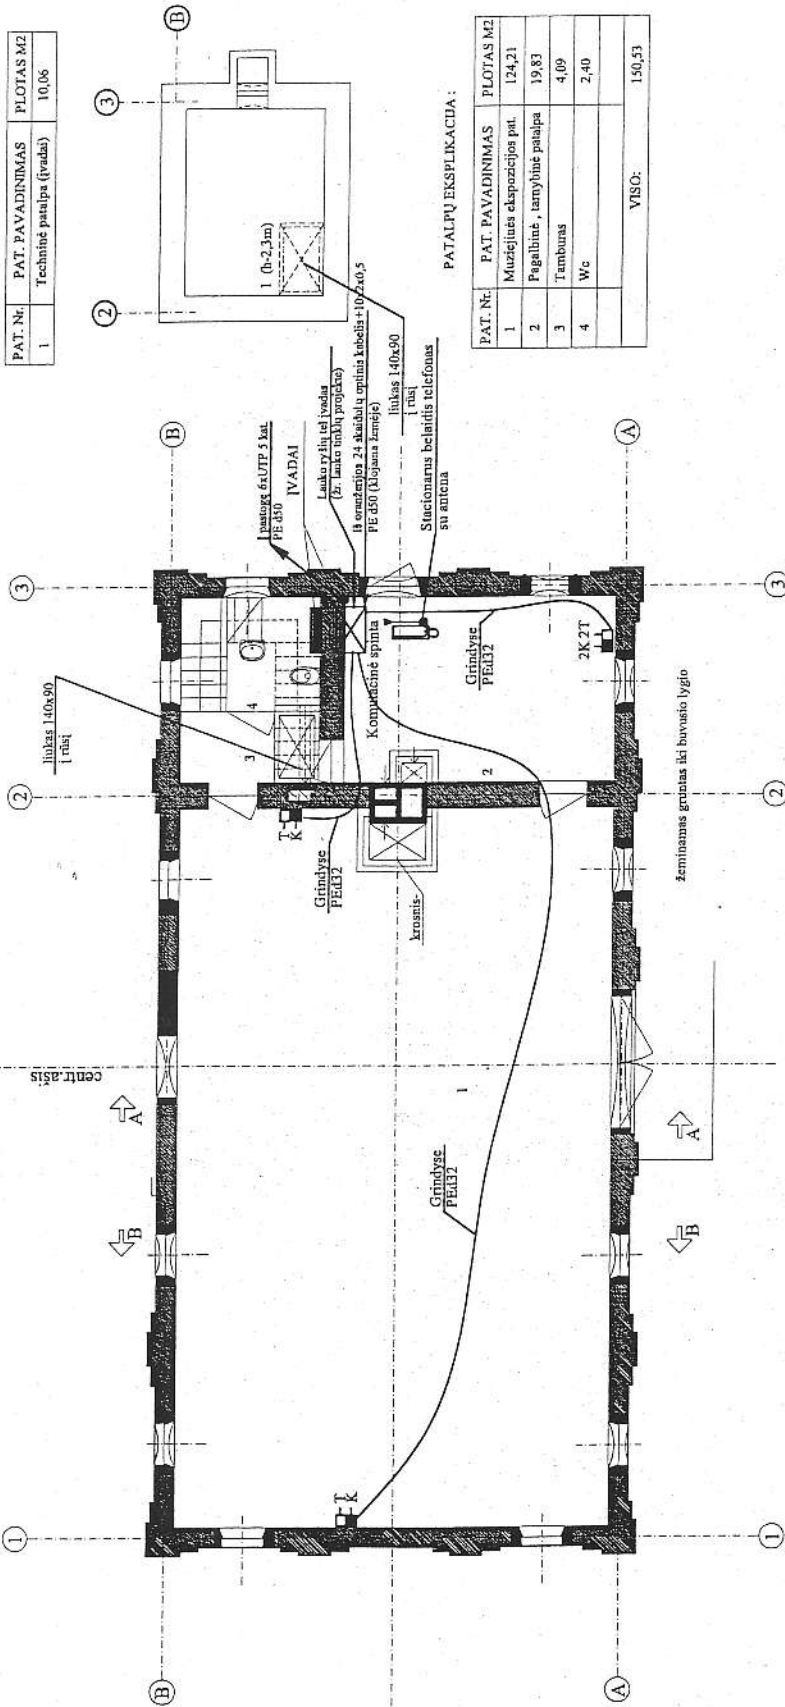 PAT. Nr. PAT. PAVADINIMAS PLOTAS M2
1 Techninė patalpa (įvadai) 10,06
B
3
2
1 (h-2,3m)
liukas 140x90
į rūsį
PATALPŲ EKSPLIKACIJA :
PAT. Nr. PAT. PAVADINIMAS PLOTAS M2
1 Muziejinės ekspozicijos pat. 124,21
2 Pagalbinė , tarnybinė patalpa 19,83
3 Tamburas 4,09
4 Wc 2,40
VISO: 150,53
Į pastogę 6xUTP 5 kat.
PE d50
ĮVADAI
Lauko ryšių tel įvadas
(žr. lauko tinklų projekte)
Iš oranžerijos 24 skaidulų optinis kabelis+10x2x0,5
PE d50 (klojama žemėje)
Stacionarus belaidis telefonas
su antena
B
A
3
3
liukas 140x90
į rūsį
4
3
Komutacinė spinta
Grindyse
PEd32
2K 2T
2
2
2
T
K
Grindyse
PEd32
krosnis-
žeminamas gruntas iki buvusio lygio
centr.ašis
A
A
1
Grindyse
PEd32
B
B
T
K
1
1
B
A